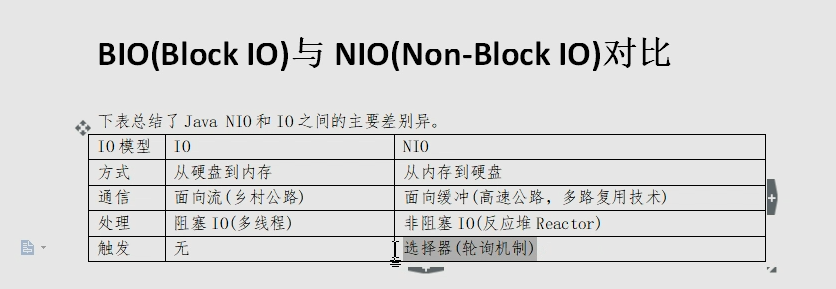 BIO(Block IO)与 NIO(Non-Block IO)对比
下表总结了Java NIO和IO之间的主要差别异。
IO模型 IO NIO
方式 从硬盘到内存 从内存到硬盘
通信 面向流(乡村公路) 面向缓冲(高速公路，多路复用技术)
处理 阻塞IO(多线程) 非阻塞IO(反应堆Reactor)
触发 无 选择器(轮询机制)